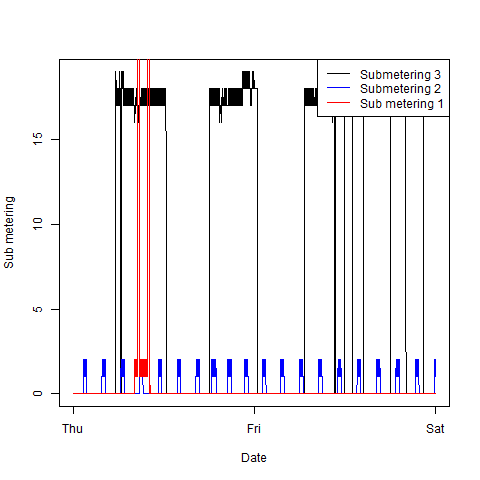 Submetering 3
Submetering 2
Sub metering 1
15
10
5
0
Sub metering
Thu
Fri
Sat
Date